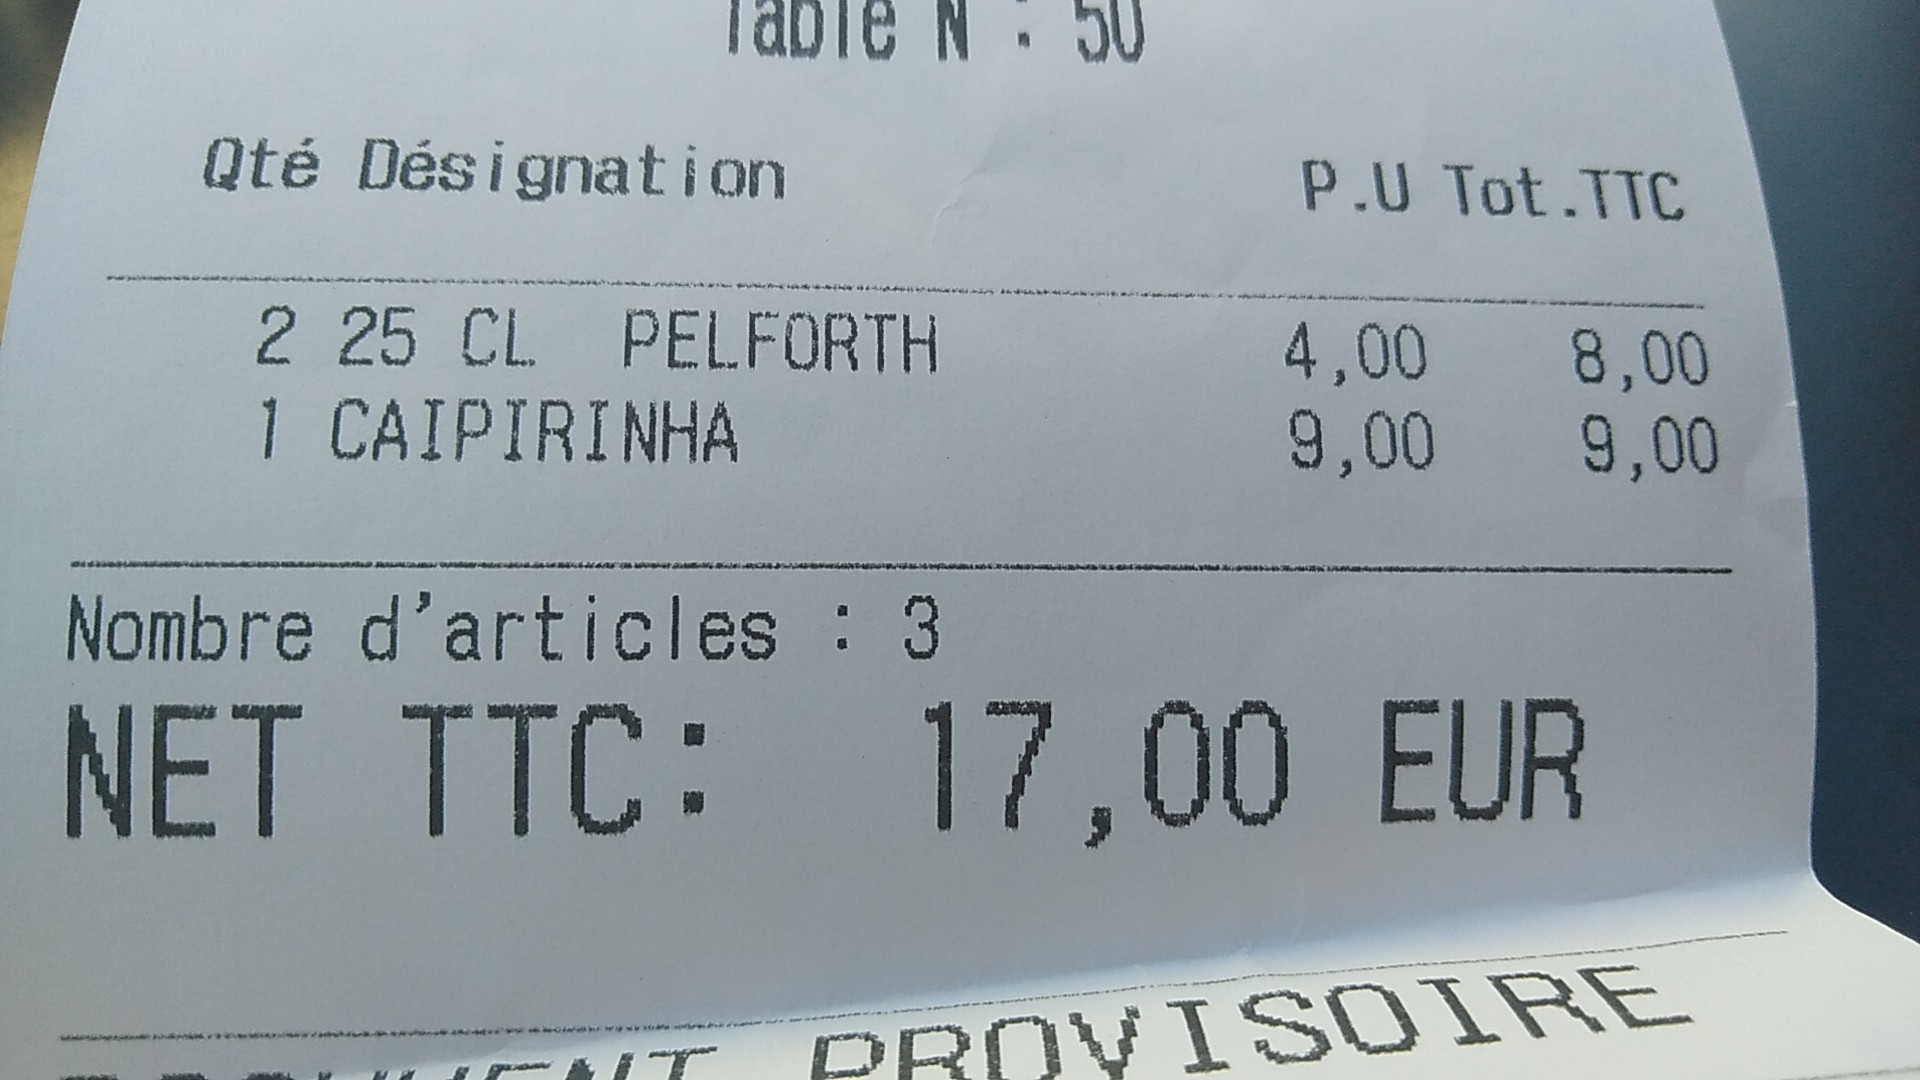 Table N : 50
Qté Désignation P.U Tot.TTC
2 25 CL PELFORTH 4,00 8,00
1 CAIPIRINHA 9,00 9,00
Nombre d'articles : 3
NET TTC: 17,00 EUR
DOCUMENT PROVISOIRE